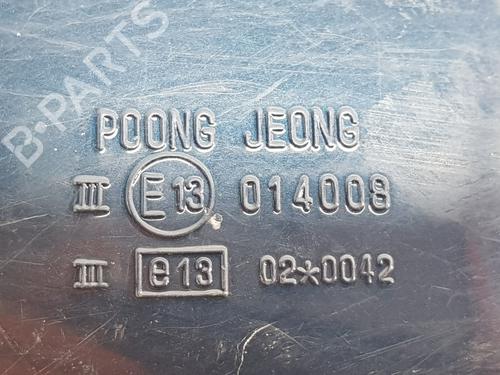 B-PARTS
POONG JEONG
III E13 014008
III e13 02*0042